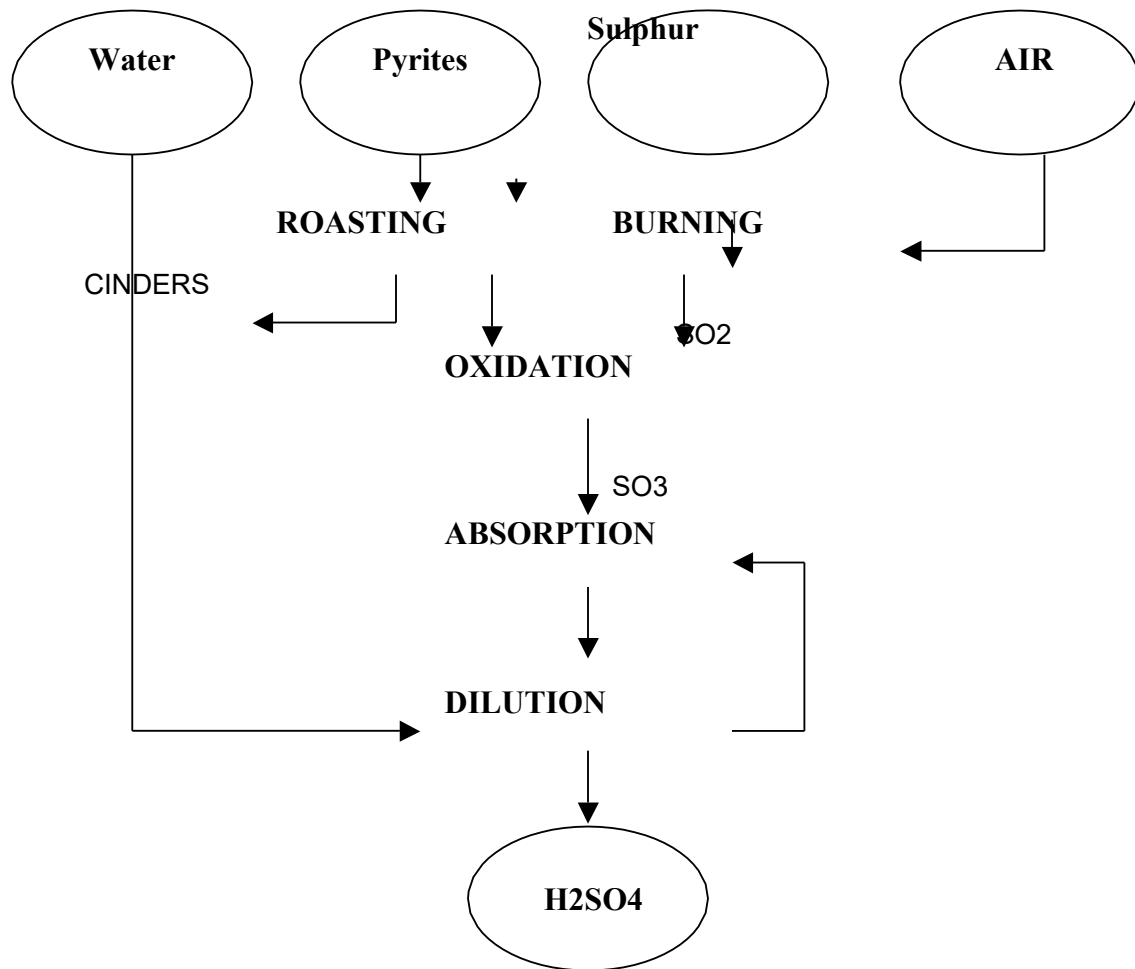 Sulphur
Water
Pyrites
AIR
ROASTING
BURNING
CINDERS
SO2
OXIDATION
SO3
ABSORPTION
DILUTION
H2SO4